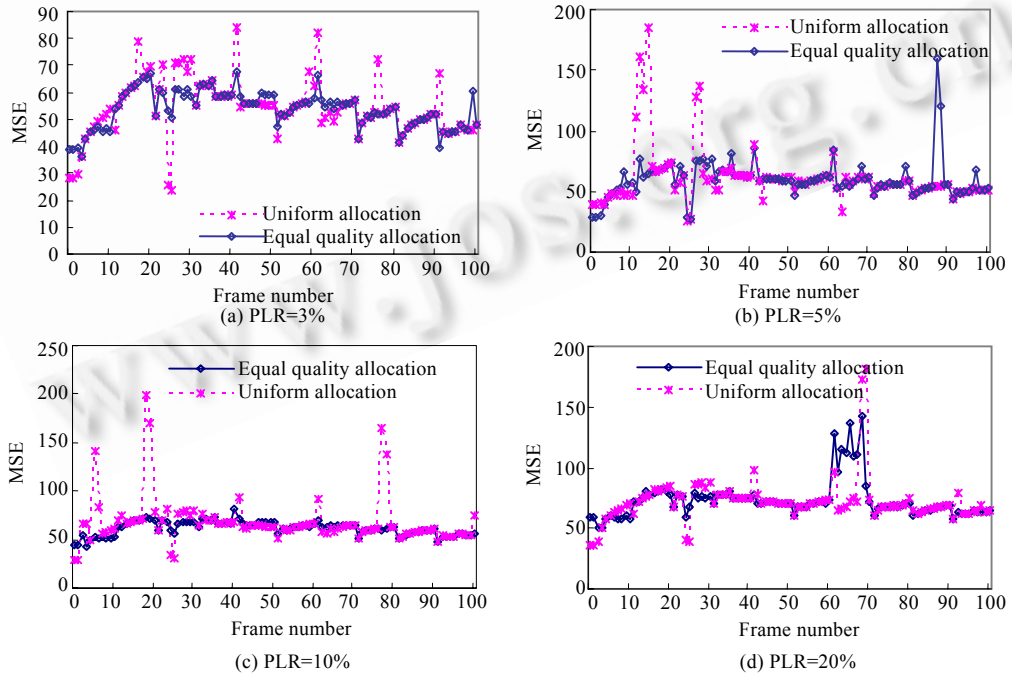 90
80
70
60
50
40
30
20
10
0
MSE
Uniform allocation
Equal quality allocation
0 10 20 30 40 50 60 70 80 90 100
Frame number
(a) PLR=3%
200
150
100
50
0
MSE
Uniform allocation
Equal quality allocation
0 10 20 30 40 50 60 70 80 90 100
Frame number
(b) PLR=5%
250
200
150
100
50
0
MSE
Equal quality allocation
Uniform allocation
0 10 20 30 40 50 60 70 80 90 100
Frame number
(c) PLR=10%
200
150
100
50
0
MSE
Equal quality allocation
Uniform allocation
0 10 20 30 40 50 60 70 80 90 100
Frame number
(d) PLR=20%
www.jos.org.cn